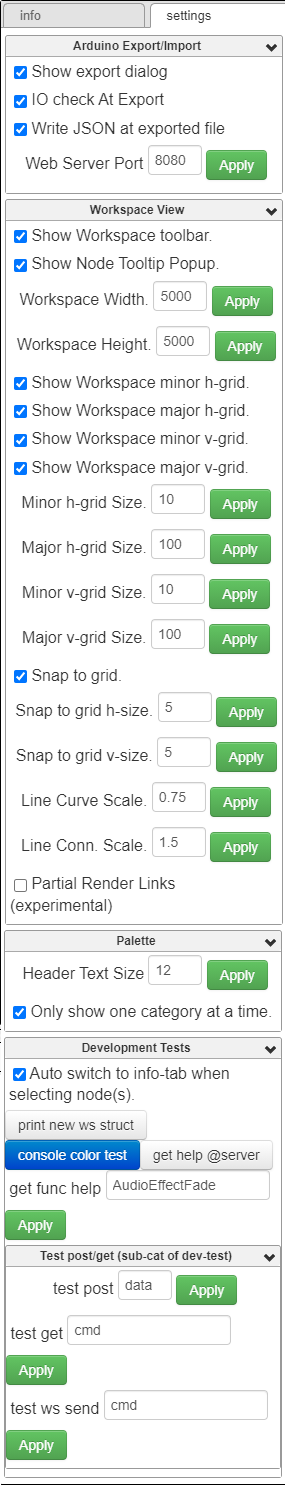 info settings
Arduino Export/Import
Show export dialog
IO check At Export
Write JSON at exported file
Web Server Port 8080 Apply
Workspace View
Show Workspace toolbar.
Show Node Tooltip Popup.
Workspace Width. 5000 Apply
Workspace Height. 5000 Apply
Show Workspace minor h-grid.
Show Workspace major h-grid.
Show Workspace minor v-grid.
Show Workspace major v-grid.
Minor h-grid Size. 10 Apply
Major h-grid Size. 100 Apply
Minor v-grid Size. 10 Apply
Major v-grid Size. 100 Apply
Snap to grid.
Snap to grid h-size. 5 Apply
Snap to grid v-size. 5 Apply
Line Curve Scale. 0.75 Apply
Line Conn. Scale. 1.5 Apply
Partial Render Links
(experimental)
Palette
Header Text Size 12 Apply
Only show one category at a time.
Development Tests
Auto switch to info-tab when
selecting node(s).
print new ws struct
console color test get help @server
get func help AudioEffectFade
Apply
Test post/get (sub-cat of dev-test)
test post data Apply
test get cmd
Apply
test ws send cmd
Apply